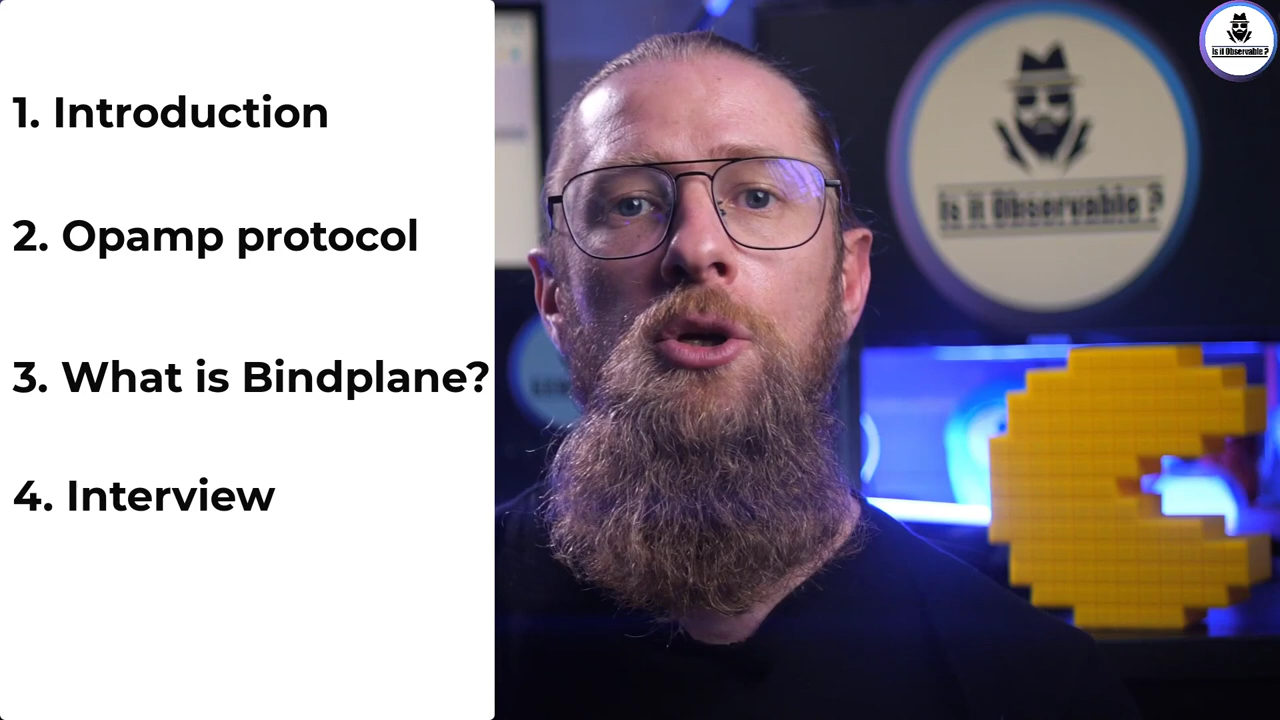 1. Introduction
2. Opamp protocol
3. What is Bindplane?
4. Interview
Is it Observable ?
Is it Observable ?